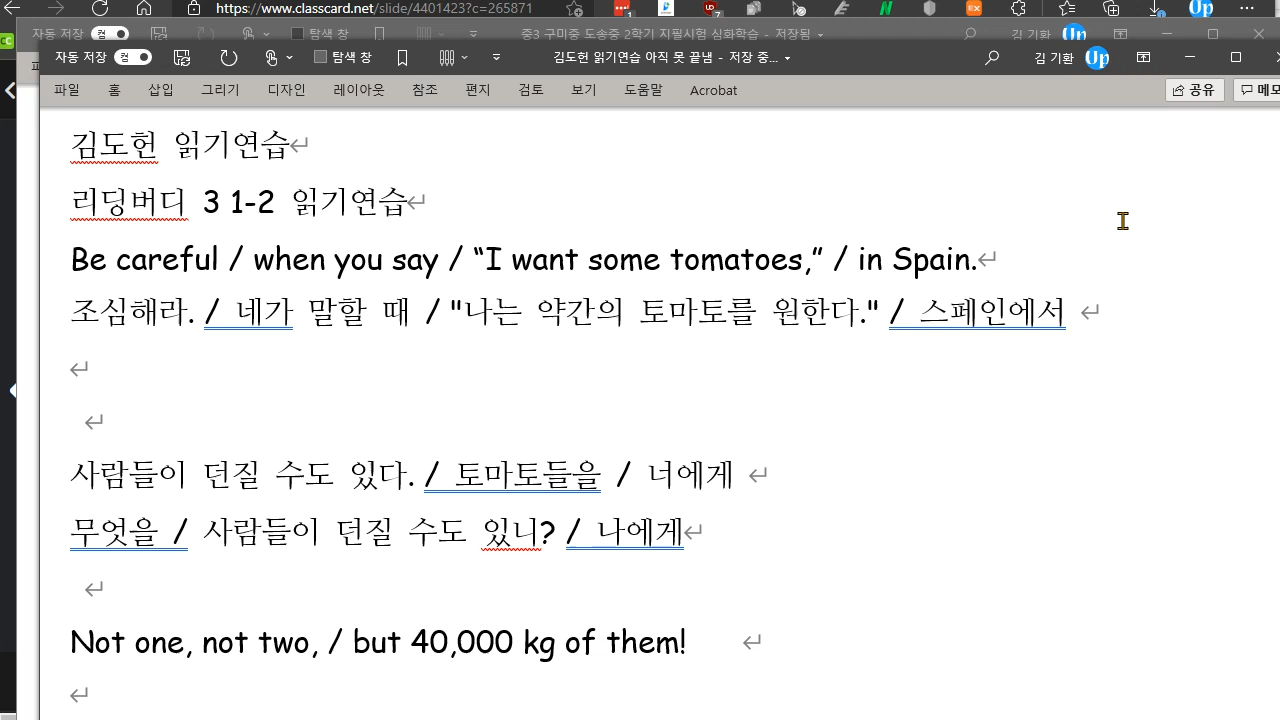 https://www.classcard.net/slide/4401423?c=265871
자동 저장 컴 탐색 창 중3 구미중 도송중 2학기 지필시험 심화학습 - 저장됨 김 기환 Up
자동 저장 컴 탐색 창 김도헌 읽기연습 아직 못 끝냄 - 저장 중... 김 기환 Up
파일 홈 삽입 그리기 디자인 레이아웃 참조 편지 검토 보기 도움말 Acrobat 공유 메모
김도헌 읽기연습
리딩버디 3 1-2 읽기연습
Be careful / when you say / “I want some tomatoes,” / in Spain.
조심해라. / 네가 말할 때 / "나는 약간의 토마토를 원한다." / 스페인에서
사람들이 던질 수도 있다. / 토마토들을 / 너에게
무엇을 / 사람들이 던질 수도 있니? / 나에게
Not one, not two, / but 40,000 kg of them!